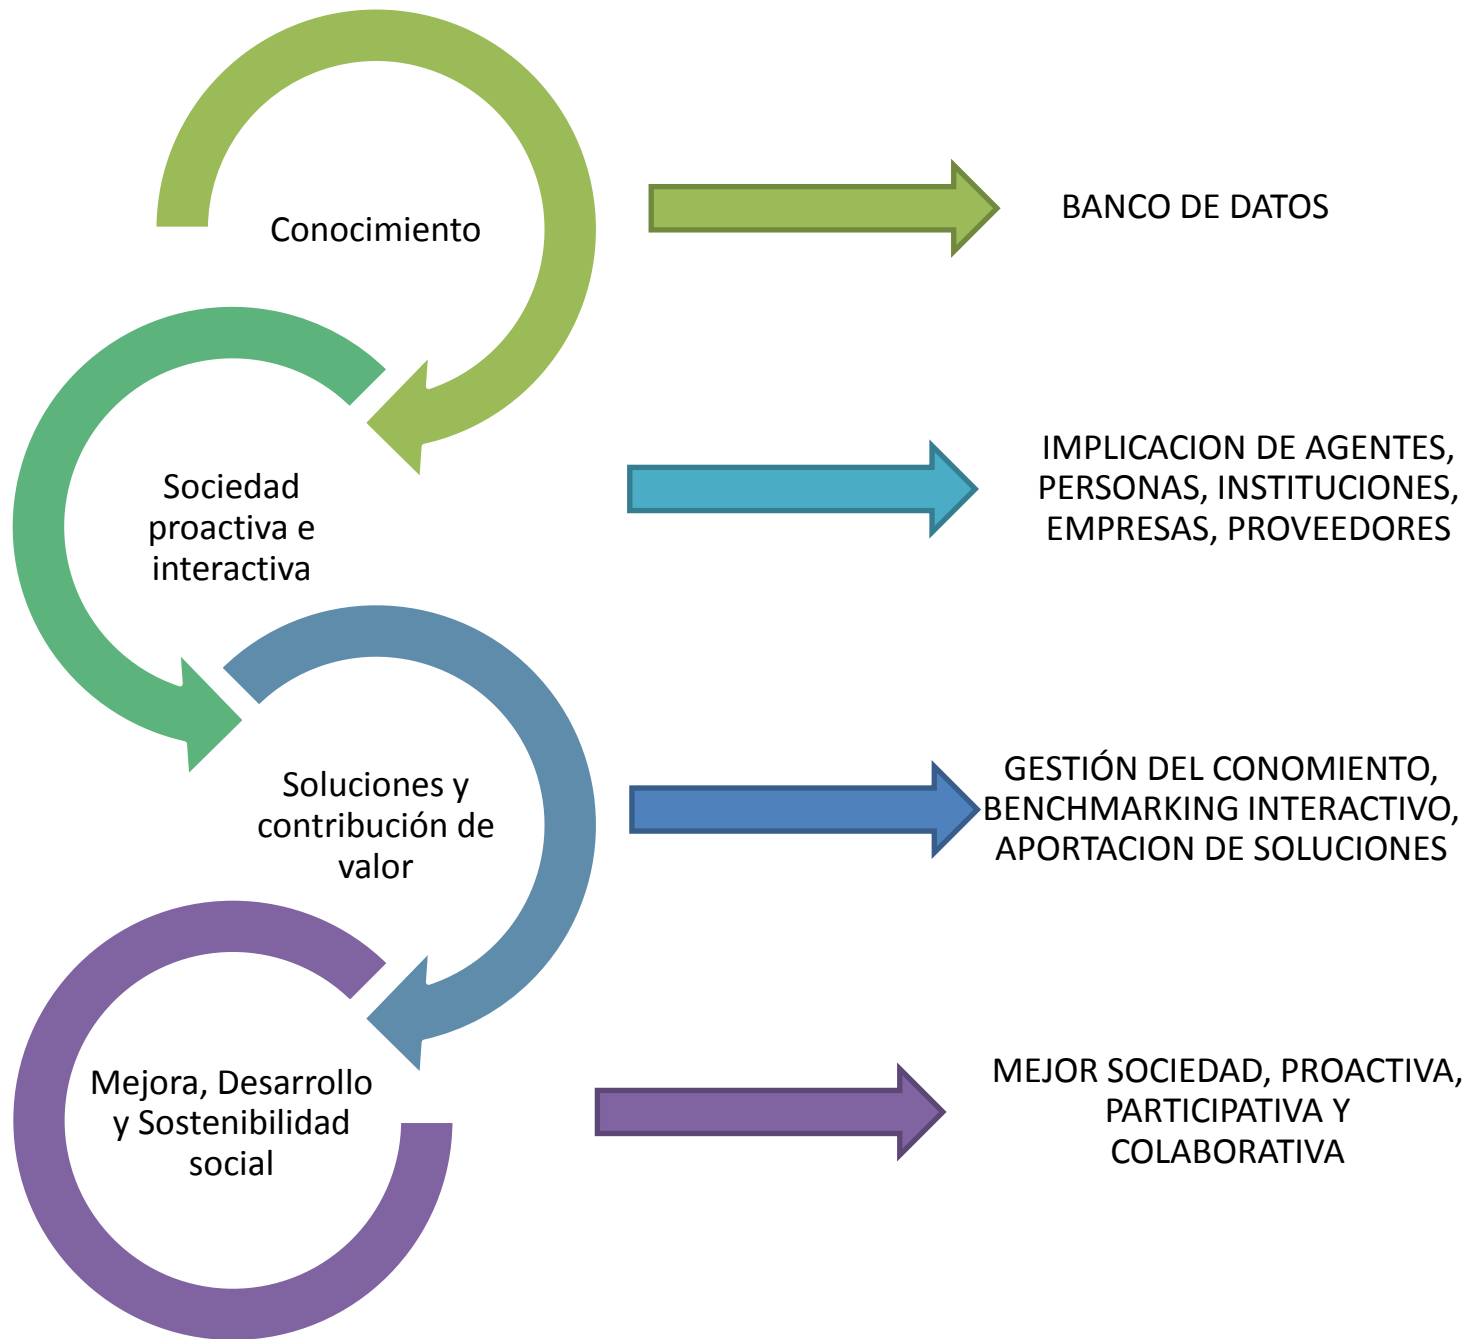 Conocimiento
BANCO DE DATOS
Sociedad
proactiva e
interactiva
IMPLICACION DE AGENTES,
PERSONAS, INSTITUCIONES,
EMPRESAS, PROVEEDORES
Soluciones y
contribución de
valor
GESTIÓN DEL CONOMIENTO,
BENCHMARKING INTERACTIVO,
APORTACION DE SOLUCIONES
Mejora, Desarrollo
y Sostenibilidad
social
MEJOR SOCIEDAD, PROACTIVA,
PARTICIPATIVA Y
COLABORATIVA